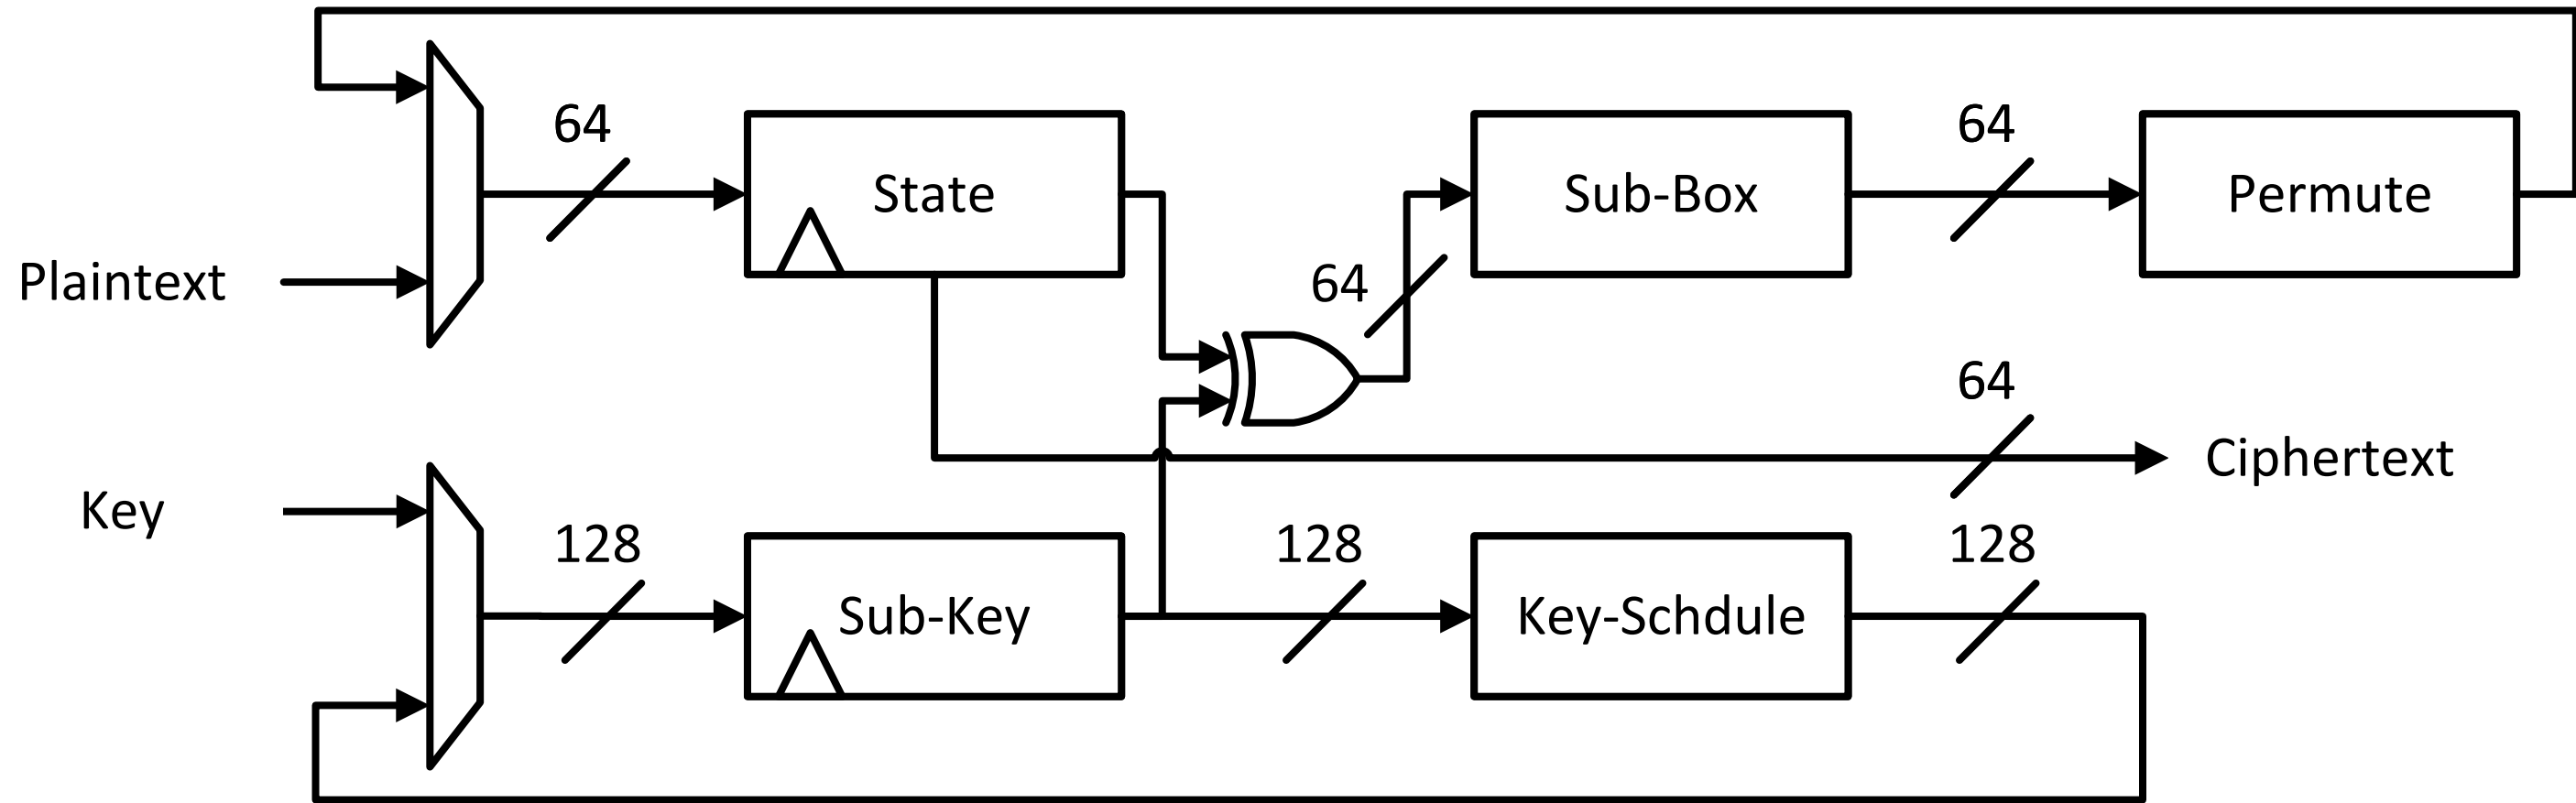 64
State
Sub-Box
64
Permute
Plaintext
64
64
Ciphertext
Key
128
Sub-Key
128
Key-Schdule
128